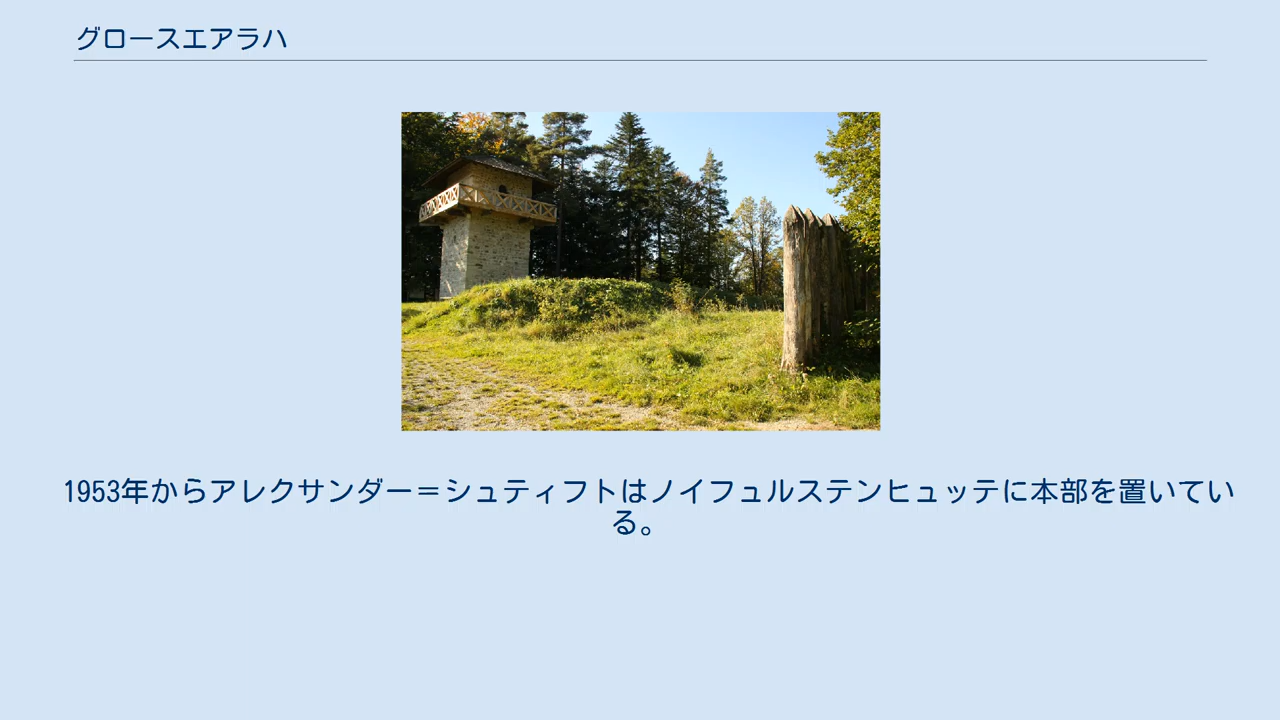 グロースエアラハ
1953年からアレクサンダー＝シュティフトはノイフュルステンヒュッテに本部を置いてい
る。